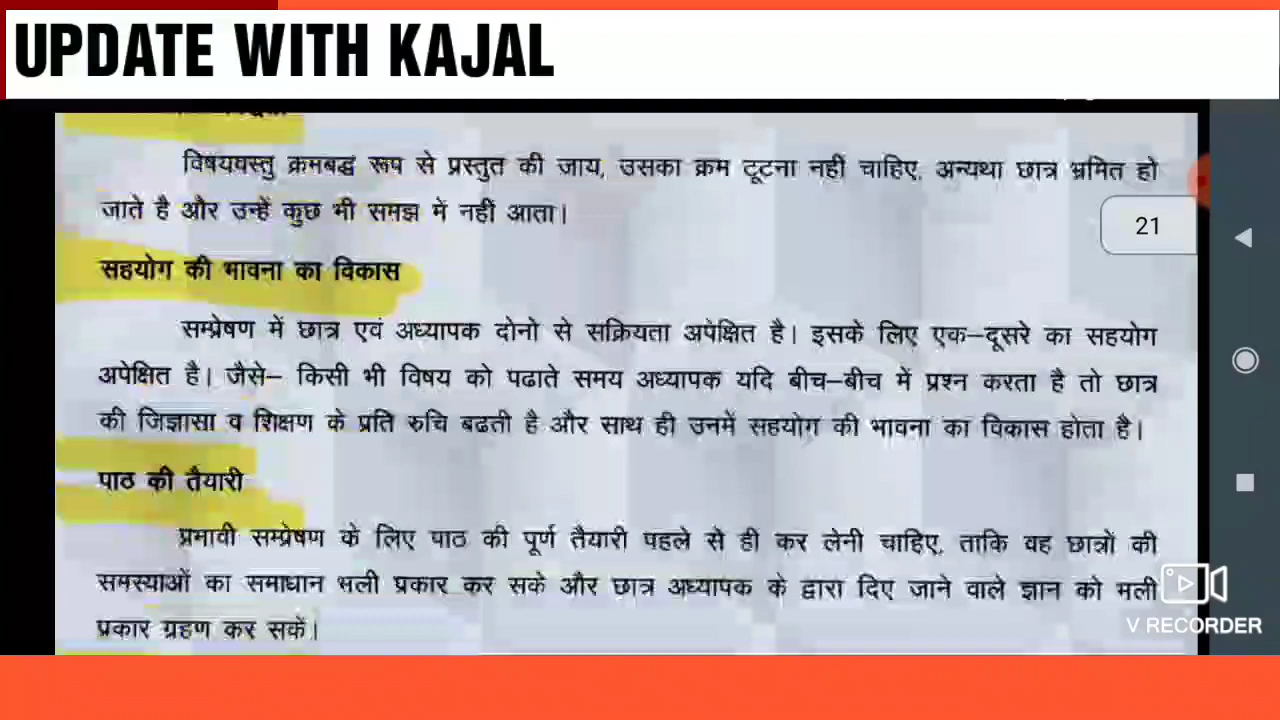 UPDATE WITH KAJAL
विषयवस्तु क्रमबद्ध रूप से प्रस्तुत की जाय, उसका क्रम टूटना नही चाहिए, अन्यथा छात्र भ्रमित हो
जाते है और उन्हें कुछ भी समझ में नहीं आता।
21
सहयोग की भावना का विकास
सम्प्रेषण में छात्र एवं अध्यापक दोनो से सक्रियता अपेक्षित है। इसके लिए एक–दूसरे का सहयोग
अपेक्षित है। जैसे– किसी भी विषय को पढाते समय अध्यापक यदि बीच–बीच में प्रश्न करता है तो छात्र
की जिज्ञासा व शिक्षण के प्रति रुचि बढती है और साथ ही उनमें सहयोग की भावना का विकास होता है।
पाठ की तैयारी
प्रभावी सम्प्रेषण के लिए पाठ की पूर्ण तैयारी पहले से ही कर लेनी चाहिए, ताकि वह छात्रों की
समस्याओं का समाधान भली प्रकार कर सके और छात्र अध्यापक के द्वारा दिए जाने वाले ज्ञान को भली
प्रकार ग्रहण कर सकें।
V RECORDER